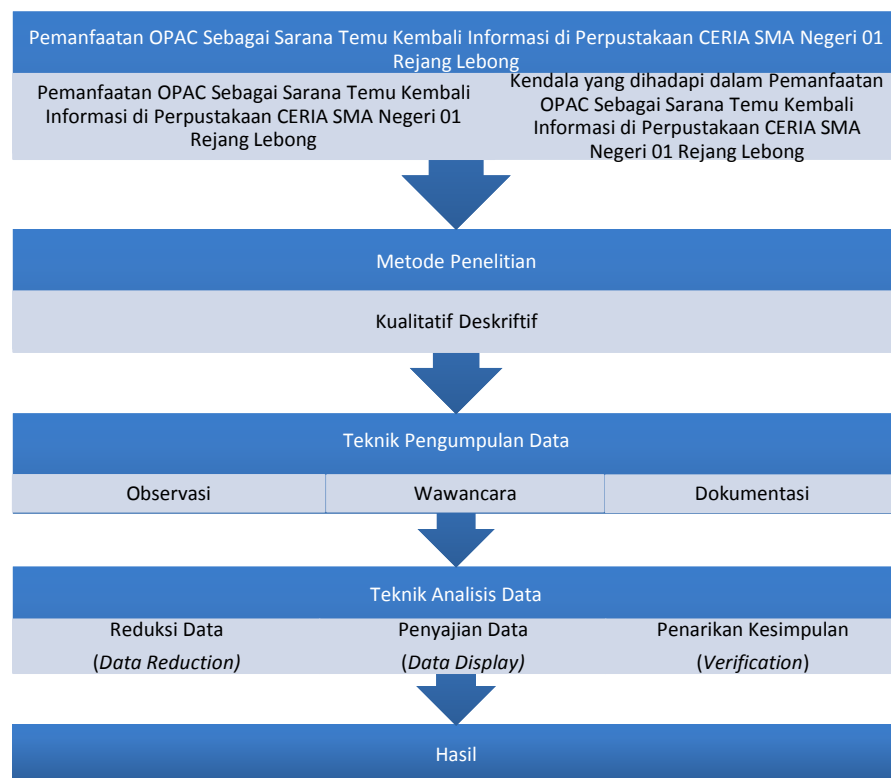 Pemanfaatan OPAC Sebagai Sarana Temu Kembali Informasi di Perpustakaan CERIA SMA Negeri 01
Rejang Lebong
Pemanfaatan OPAC Sebagai Sarana Temu Kembali
Informasi di Perpustakaan CERIA SMA Negeri 01
Rejang Lebong
Kendala yang dihadapi dalam Pemanfaatan
OPAC Sebagai Sarana Temu Kembali
Informasi di Perpustakaan CERIA SMA
Negeri 01 Rejang Lebong
Metode Penelitian
Kualitatif Deskriftif
Teknik Pengumpulan Data
Observasi
Wawancara
Dokumentasi
Teknik Analisis Data
Reduksi Data
(Data Reduction)
Penyajian Data
(Data Display)
Penarikan Kesimpulan
(Verification)
Hasil